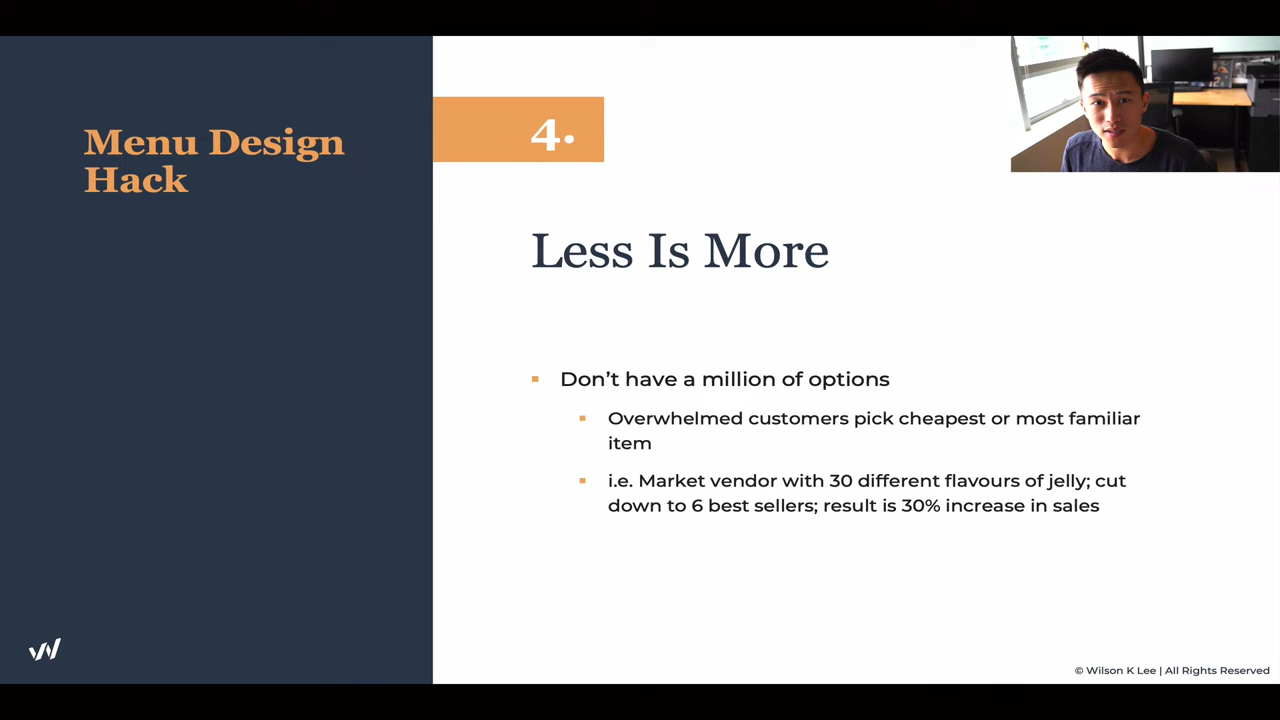 Menu Design
Hack
4.
Less Is More
Don’t have a million of options
Overwhelmed customers pick cheapest or most familiar
item
i.e. Market vendor with 30 different flavours of jelly; cut
down to 6 best sellers; result is 30% increase in sales
© Wilson K Lee | All Rights Reserved